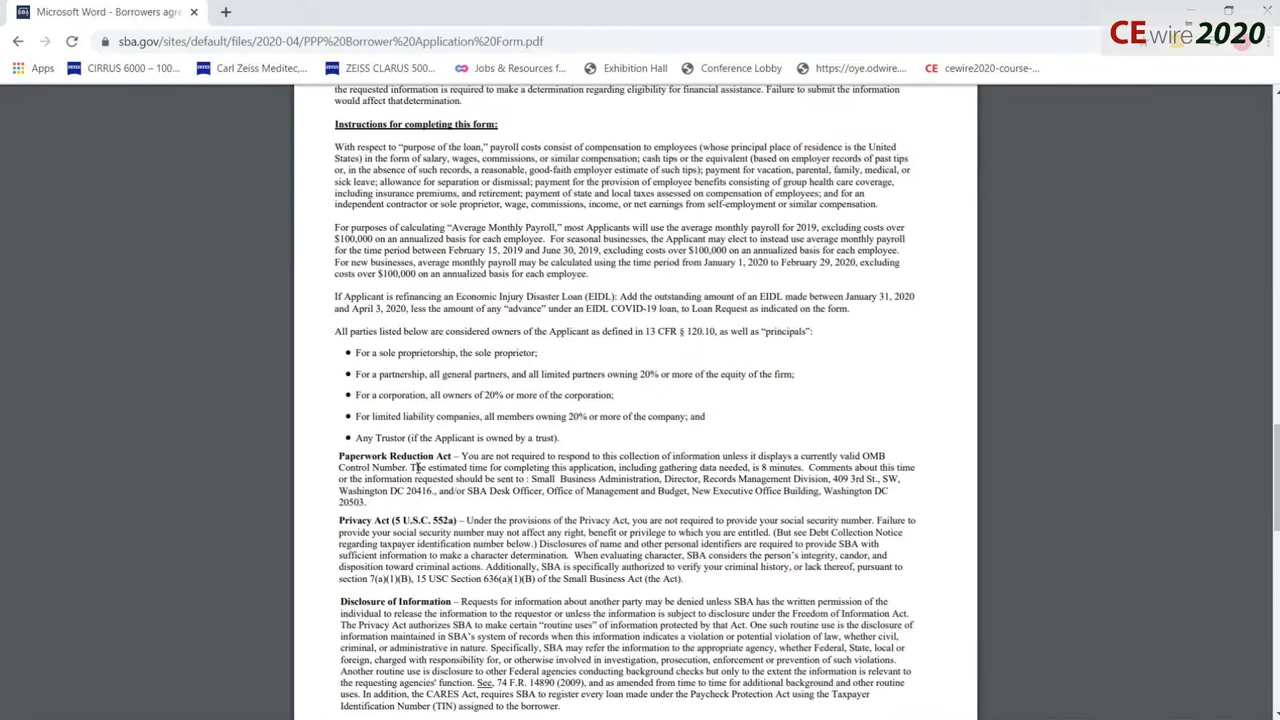 Microsoft Word - Borrowers agre
CEwire™2020
sba.gov/sites/default/files/2020-04/PPP%20Borrower%20Application%20Form.pdf
Apps CIRRUS 6000 – 100... Carl Zeiss Meditec,... ZEISS CLARUS 500... Jobs & Resources f... Exhibition Hall Conference Lobby https://oye.odwire.... cewire2020-course-...
the requested information is required to make a determination regarding eligibility for financial assistance. Failure to submit the information
would affect that determination.
Instructions for completing this form:
With respect to “purpose of the loan,” payroll costs consist of compensation to employees (whose principal place of residence is the United
States) in the form of salary, wages, commissions, or similar compensation; cash tips or the equivalent (based on employer records of past tips
or, in the absence of such records, a reasonable, good-faith employer estimate of such tips); payment for vacation, parental, family, medical, or
sick leave; allowance for separation or dismissal; payment for the provision of employee benefits consisting of group health care coverage,
including insurance premiums, and retirement; payment of state and local taxes assessed on compensation of employees; and for an
independent contractor or sole proprietor, wage, commissions, income, or net earnings from self-employment or similar compensation.
For purposes of calculating “Average Monthly Payroll,” most Applicants will use the average monthly payroll for 2019, excluding costs over
$100,000 on an annualized basis for each employee. For seasonal businesses, the Applicant may elect to instead use average monthly payroll
for the time period between February 15, 2019 and June 30, 2019, excluding costs over $100,000 on an annualized basis for each employee.
For new businesses, average monthly payroll may be calculated using the time period from January 1, 2020 to February 29, 2020, excluding
costs over $100,000 on an annualized basis for each employee.
If Applicant is refinancing an Economic Injury Disaster Loan (EIDL): Add the outstanding amount of an EIDL made between January 31, 2020
and April 3, 2020, less the amount of any “advance” under an EIDL COVID-19 loan, to Loan Request as indicated on the form.
All parties listed below are considered owners of the Applicant as defined in 13 CFR § 120.10, as well as “principals”:
● For a sole proprietorship, the sole proprietor;
● For a partnership, all general partners, and all limited partners owning 20% or more of the equity of the firm;
● For a corporation, all owners of 20% or more of the corporation;
● For limited liability companies, all members owning 20% or more of the company; and
● Any Trustor (if the Applicant is owned by a trust).
Paperwork Reduction Act – You are not required to respond to this collection of information unless it displays a currently valid OMB
Control Number. The estimated time for completing this application, including gathering data needed, is 8 minutes. Comments about this time
or the information requested should be sent to : Small Business Administration, Director, Records Management Division, 409 3rd St., SW,
Washington DC 20416., and/or SBA Desk Officer, Office of Management and Budget, New Executive Office Building, Washington DC
20503.
Privacy Act (5 U.S.C. 552a) – Under the provisions of the Privacy Act, you are not required to provide your social security number. Failure to
provide your social security number may not affect any right, benefit or privilege to which you are entitled. (But see Debt Collection Notice
regarding taxpayer identification number below.) Disclosures of name and other personal identifiers are required to provide SBA with
sufficient information to make a character determination. When evaluating character, SBA considers the person’s integrity, candor, and
disposition toward criminal actions. Additionally, SBA is specifically authorized to verify your criminal history, or lack thereof, pursuant to
section 7(a)(1)(B), 15 USC Section 636(a)(1)(B) of the Small Business Act (the Act).
Disclosure of Information – Requests for information about another party may be denied unless SBA has the written permission of the
individual to release the information to the requestor or unless the information is subject to disclosure under the Freedom of Information Act.
The Privacy Act authorizes SBA to make certain “routine uses” of information protected by that Act. One such routine use is the disclosure of
information maintained in SBA’s system of records when this information indicates a violation or potential violation of law, whether civil,
criminal, or administrative in nature. Specifically, SBA may refer the information to the appropriate agency, whether Federal, State, local or
foreign, charged with responsibility for, or otherwise involved in investigation, prosecution, enforcement or prevention of such violations.
Another routine use is disclosure to other Federal agencies conducting background checks but only to the extent the information is relevant to
the requesting agencies' function. See, 74 F.R. 14890 (2009), and as amended from time to time for additional background and other routine
uses. In addition, the CARES Act, requires SBA to register every loan made under the Paycheck Protection Act using the Taxpayer
Identification Number (TIN) assigned to the borrower.